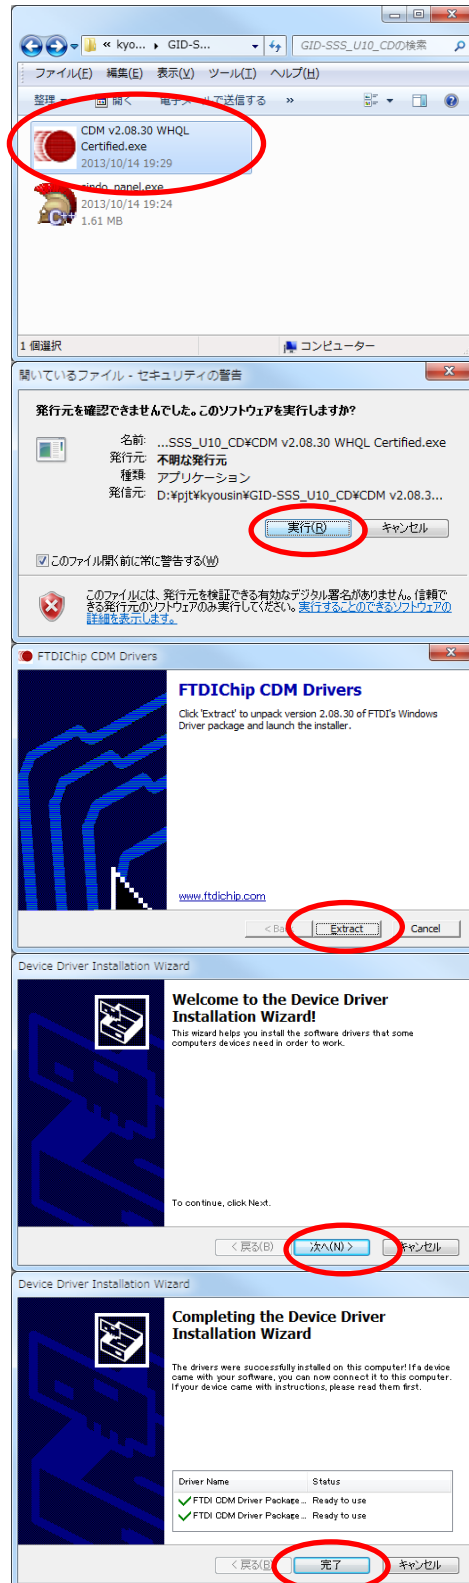 « kyo... ▸ GID-S...
GID-SSS_U10_CDの検索
ファイル(F) 編集(E) 表示(V) ツール(T) ヘルプ(H)
整理 開く 電子メールで送信する »
CDM v2.08.30 WHQL
Certified.exe
2013/10/14 19:29
sindo_panel.exe
2013/10/14 19:24
1.61 MB
C++
1 個選択 コンピューター
開いているファイル - セキュリティの警告
発行元を確認できませんでした。このソフトウェアを実行しますか?
名前: ...SSS_U10_CD¥CDM v2.08.30 WHQL Certified.exe
発行元: 不明な発行元
種類: アプリケーション
発信元: D:¥pjt¥kyousin¥GID-SSS_U10_CD¥CDM v2.08.3...
実行(R) キャンセル
このファイルを開く前に常に警告する(W)
このファイルには、発行元を検証できる有効なデジタル署名がありません。信頼で
きる発行元のソフトウェアのみ実行してください。実行することのできるソフトウェアの
詳細を表示します。
FTDIChip CDM Drivers
FTDIChip CDM Drivers
Click 'Extract' to unpack version 2.08.30 of FTDI's Windows
Driver package and launch the installer.
www.ftdichip.com
Extract Cancel
Device Driver Installation Wizard
Welcome to the Device Driver
Installation Wizard!
This wizard helps you install the software drivers that some
computers devices need in order to work.
To continue, click Next.
< 戻る(B) 次へ(N) > キャンセル
Device Driver Installation Wizard
Completing the Device Driver
Installation Wizard
The drivers were successfully installed on this computer! If a device
came with your software, you can now connect it to this computer.
If your device came with instructions, please read them first.
Driver Name Status
FTDI CDM Driver Package... Ready to use
FTDI CDM Driver Package... Ready to use
< 戻る(B) 完了 キャンセル